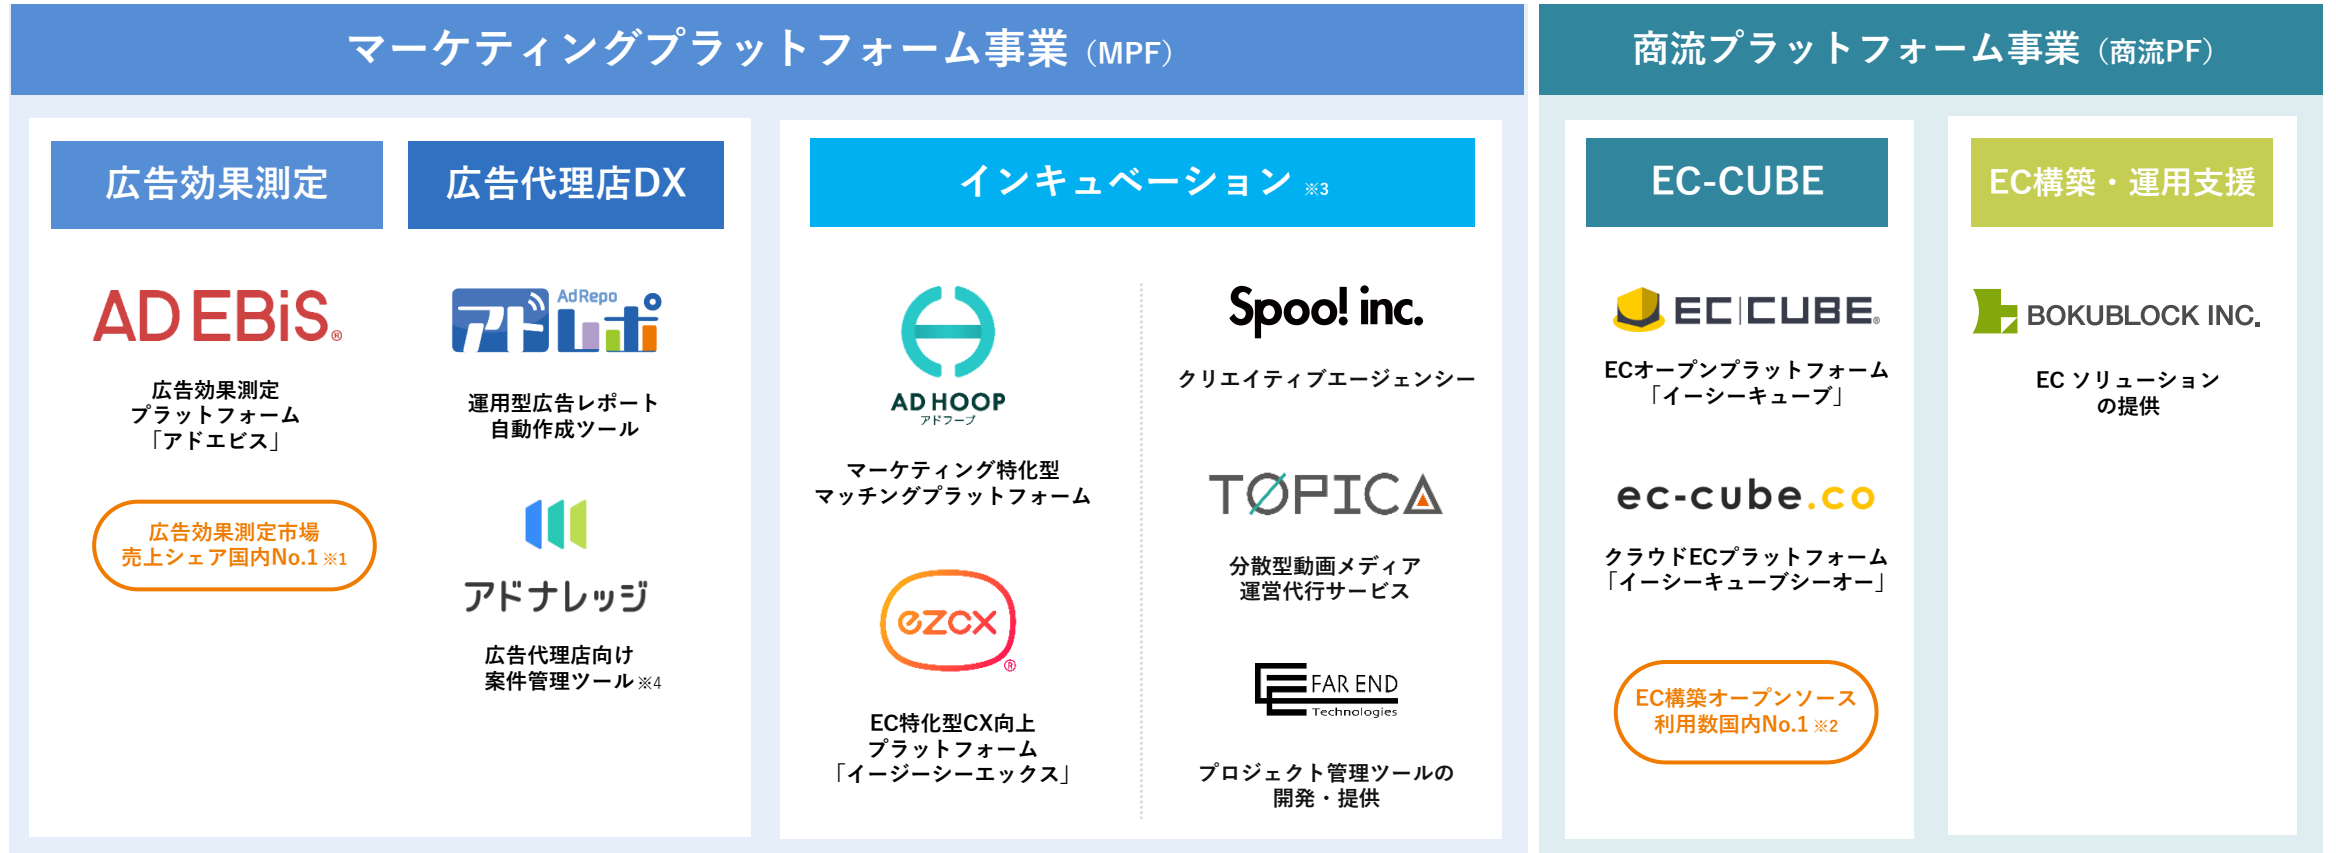 マーケティングプラットフォーム事業（MPF）
広告効果測定
AD EBiS®
広告効果測定
プラットフォーム
「アドエビス」
広告効果測定市場
売上シェア国内No.1 ※1
広告代理店DX
AdRepo
アドレポ
運用型広告レポート
自動作成ツール
アドナレッジ
広告代理店向け
案件管理ツール ※4
インキュベーション ※3
AD HOOP
アドフープ
マーケティング特化型
マッチングプラットフォーム
ezcx®
EC特化型CX向上
プラットフォーム
「イージーシーエックス」
Spoo! inc.
クリエイティブエージェンシー
TOPICA
分散型動画メディア
運営代行サービス
FAR END
Technologies
プロジェクト管理ツールの
開発・提供
商流プラットフォーム事業（商流PF）
EC-CUBE
EC CUBE®
ECオープンプラットフォーム
「イーシーキューブ」
ec-cube.co
クラウドECプラットフォーム
「イーシーキューブシーオー」
EC構築オープンソース
利用数国内No.1 ※2
EC構築・運用支援
BOKUBLOCK INC.
EC ソリューション
の提供